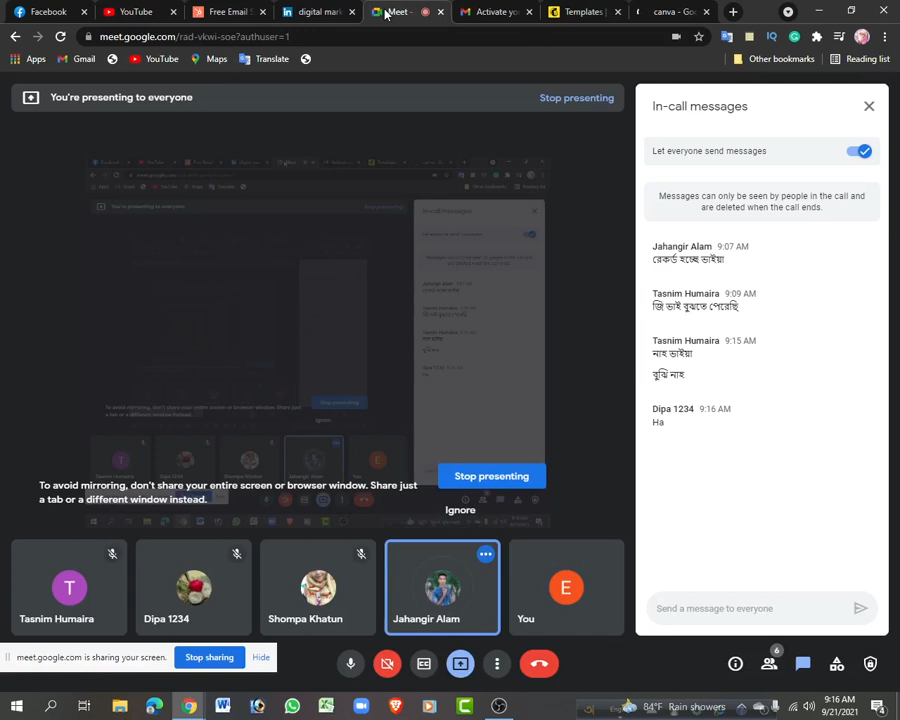 Facebook
YouTube
Free Email S
digital mark
Meet -
Activate you
Templates |
canva - Goo
meet.google.com/rad-vkwi-soe?authuser=1
Apps
Gmail
YouTube
Maps
Translate
Other bookmarks
Reading list
You're presenting to everyone
Stop presenting
In-call messages
Let everyone send messages
Messages can only be seen by people in the call and
are deleted when the call ends.
Jahangir Alam 9:07 AM
রেকর্ড হচ্ছে ভাইয়া
Tasnim Humaira 9:09 AM
জি ভাই বুঝতে পেরেছি
Tasnim Humaira 9:15 AM
নাহ ভাইয়া
বুঝি নাহ
Dipa 1234 9:16 AM
Ha
To avoid mirroring, don't share your entire screen or browser window. Share just
a tab or a different window instead.
Stop presenting
Ignore
T
Tasnim Humaira
Dipa 1234
Shompa Khatun
Jahangir Alam
E
You
Send a message to everyone
meet.google.com is sharing your screen.
Stop sharing
Hide
6
84°F Rain showers
9:16 AM
9/21/2021